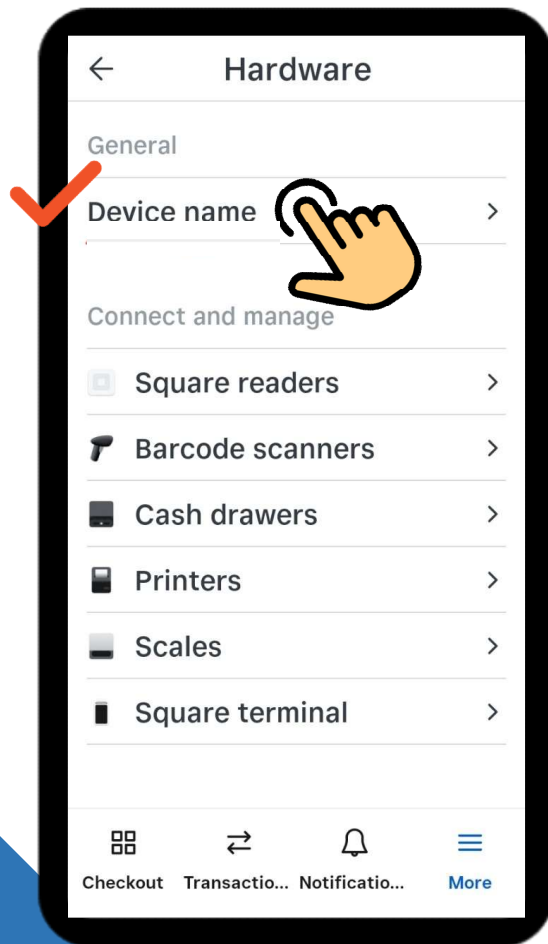 Hardware
General
Device name
Connect and manage
Square readers
Barcode scanners
Cash drawers
Printers
Scales
Square terminal
Checkout Transactio... Notificatio... More